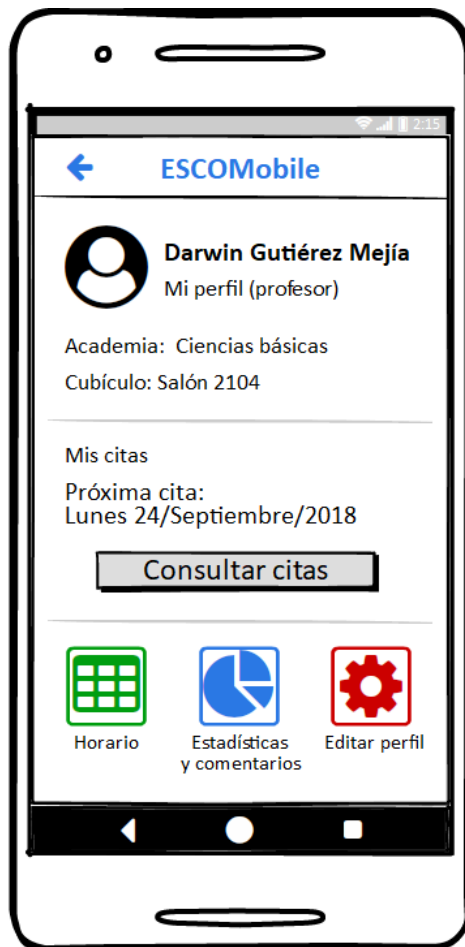 2:15
ESCOMobile
Darwin Gutiérez Mejía
Mi perfil (profesor)
Academia: Ciencias básicas
Cubículo: Salón 2104
Mis citas
Próxima cita:
Lunes 24/Septiembre/2018
Consultar citas
Horario
Estadísticas
y comentarios
Editar perfil